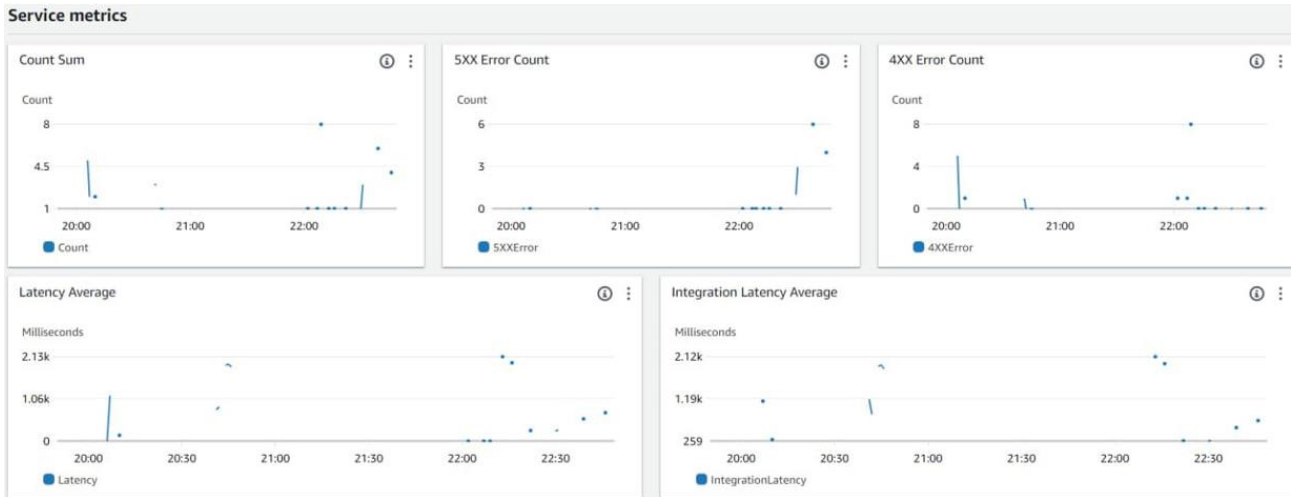 Service metrics
Count Sum
Count
8
4.5
1
20:00 21:00 22:00
Count
5XX Error Count
Count
6
3
0
20:00 21:00 22:00
5XXError
4XX Error Count
Count
8
4
0
20:00 21:00 22:00
4XXError
Latency Average
Milliseconds
2.13k
1.06k
0
20:00 20:30 21:00 21:30 22:00 22:30
Latency
Integration Latency Average
Milliseconds
2.12k
1.19k
259
20:00 20:30 21:00 21:30 22:00 22:30
IntegrationLatency